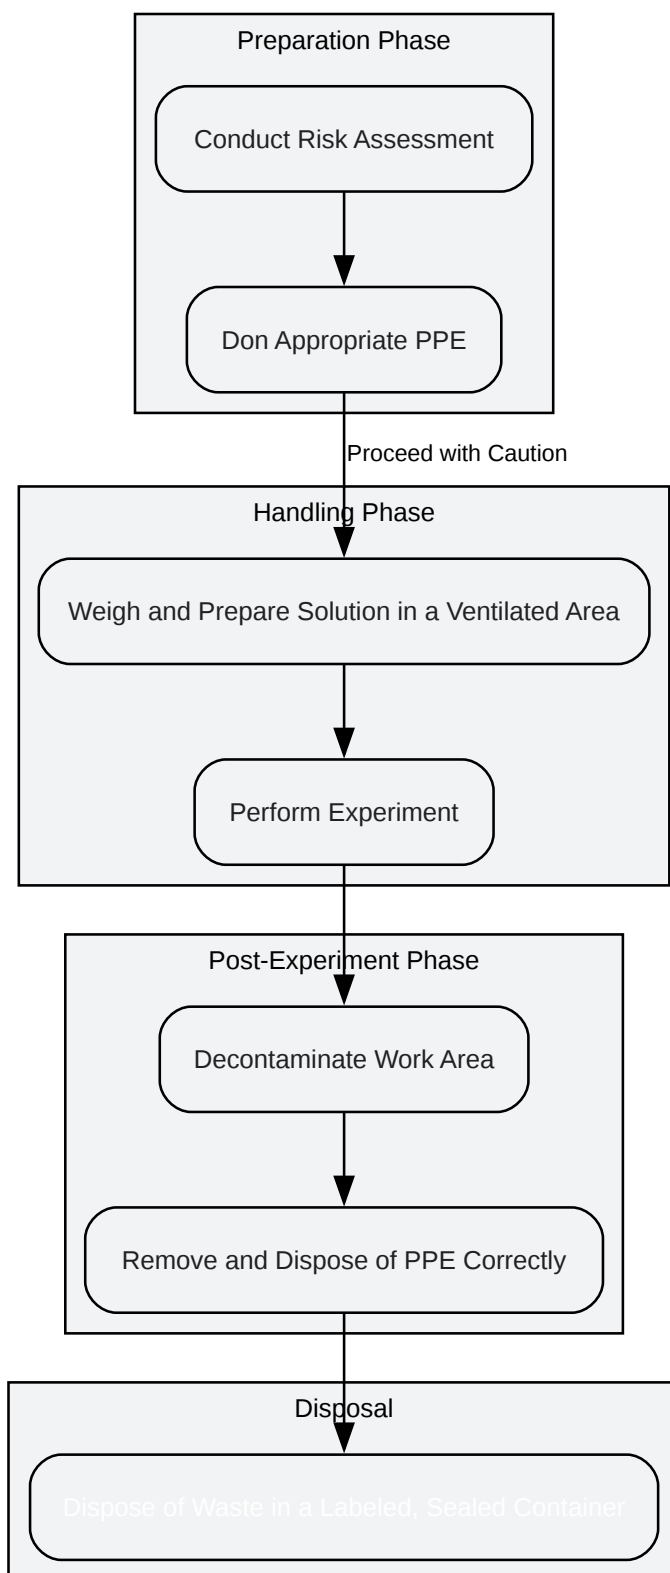 Preparation Phase
Conduct Risk Assessment
Don Appropriate PPE
Proceed with Caution
Handling Phase
Weigh and Prepare Solution in a Ventilated Area
Perform Experiment
Post-Experiment Phase
Decontaminate Work Area
Remove and Dispose of PPE Correctly
Disposal
Dispose of Waste in a Labeled, Sealed Container